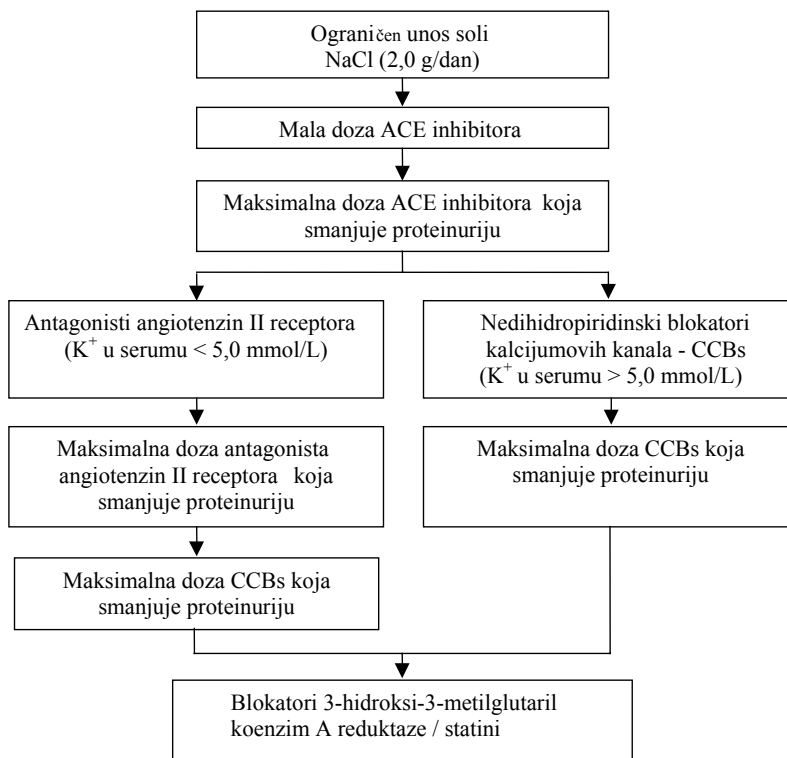 Ograničen unos soli
NaCl (2,0 g/dan)
Mala doza ACE inhibitora
Maksimalna doza ACE inhibitora koja
smanjuje proteinuriju
Antagonisti angiotenzin II receptora
(K⁺ u serumu < 5,0 mmol/L)
Nedihidropiridinski blokatori
kalcijumovih kanala - CCBs
(K⁺ u serumu > 5,0 mmol/L)
Maksimalna doza antagonista
angiotenzin II receptora koja
smanjuje proteinuriju
Maksimalna doza CCBs koja
smanjuje proteinuriju
Maksimalna doza CCBs koja
smanjuje proteinuriju
Blokatori 3-hidroksi-3-metilglutaril
koenzim A reduktaze / statini